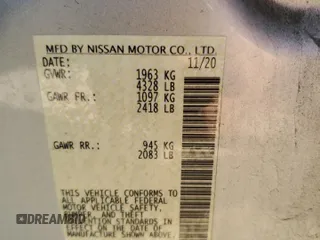 MFD BY NISSAN MOTOR CO., LTD.
DATE: 11/20
GVWR: 1963 KG
4328 LB
GAWR FR.: 1097 KG
2418 LB
GAWR RR.: 945 KG
2083 LB
THIS VEHICLE CONFORMS TO
ALL APPLICABLE FEDERAL
MOTOR VEHICLE SAFETY,
AND THEFT
STANDARDS IN
EFFECT ON THE DATE OF
MANUFACTURE SHOWN ABOVE.
DREAMBID